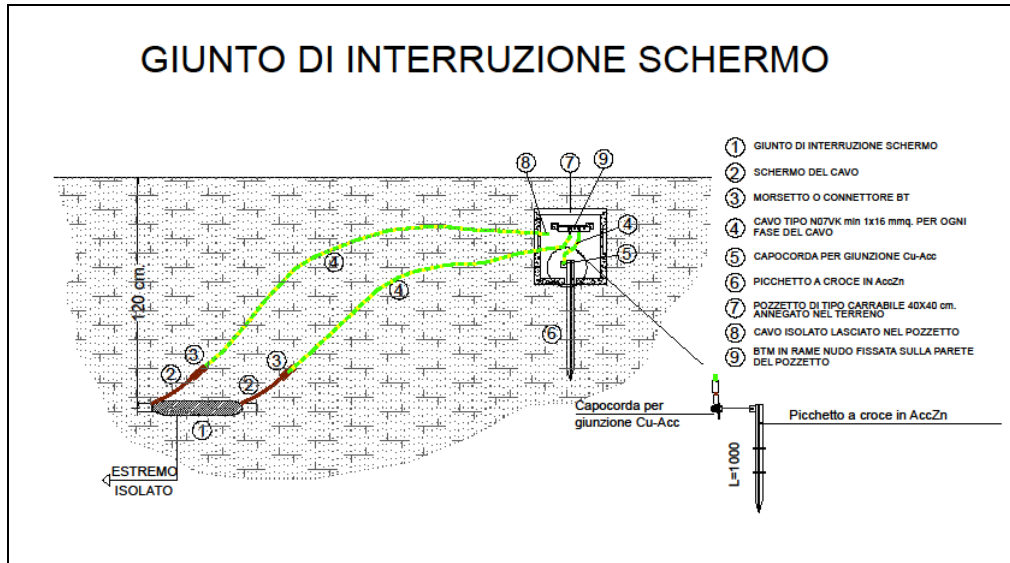 GIUNTO DI INTERRUZIONE SCHERMO
8
7
9
4
5
6
4
4
3
2
3
2
1
120 cm.
ESTREMO
ISOLATO
1 GIUNTO DI INTERRUZIONE SCHERMO
2 SCHERMO DEL CAVO
3 MORSETTO O CONNETTORE BT
4 CAVO TIPO N07VK min 1x16 mmq. PER OGNI
FASE DEL CAVO
5 CAPOCORDA PER GIUNZIONE Cu-Acc
6 PICCHETTO A CROCE IN AccZn
7 POZZETTO DI TIPO CARRABILE 40X40 cm.
ANNEGATO NEL TERRENO
8 CAVO ISOLATO LASCIATO NEL POZZETTO
9 BTM IN RAME NUDO FISSATA SULLA PARETE
DEL POZZETTO
Capocorda per
giunzione Cu-Acc
Picchetto a croce in AccZn
L=1000